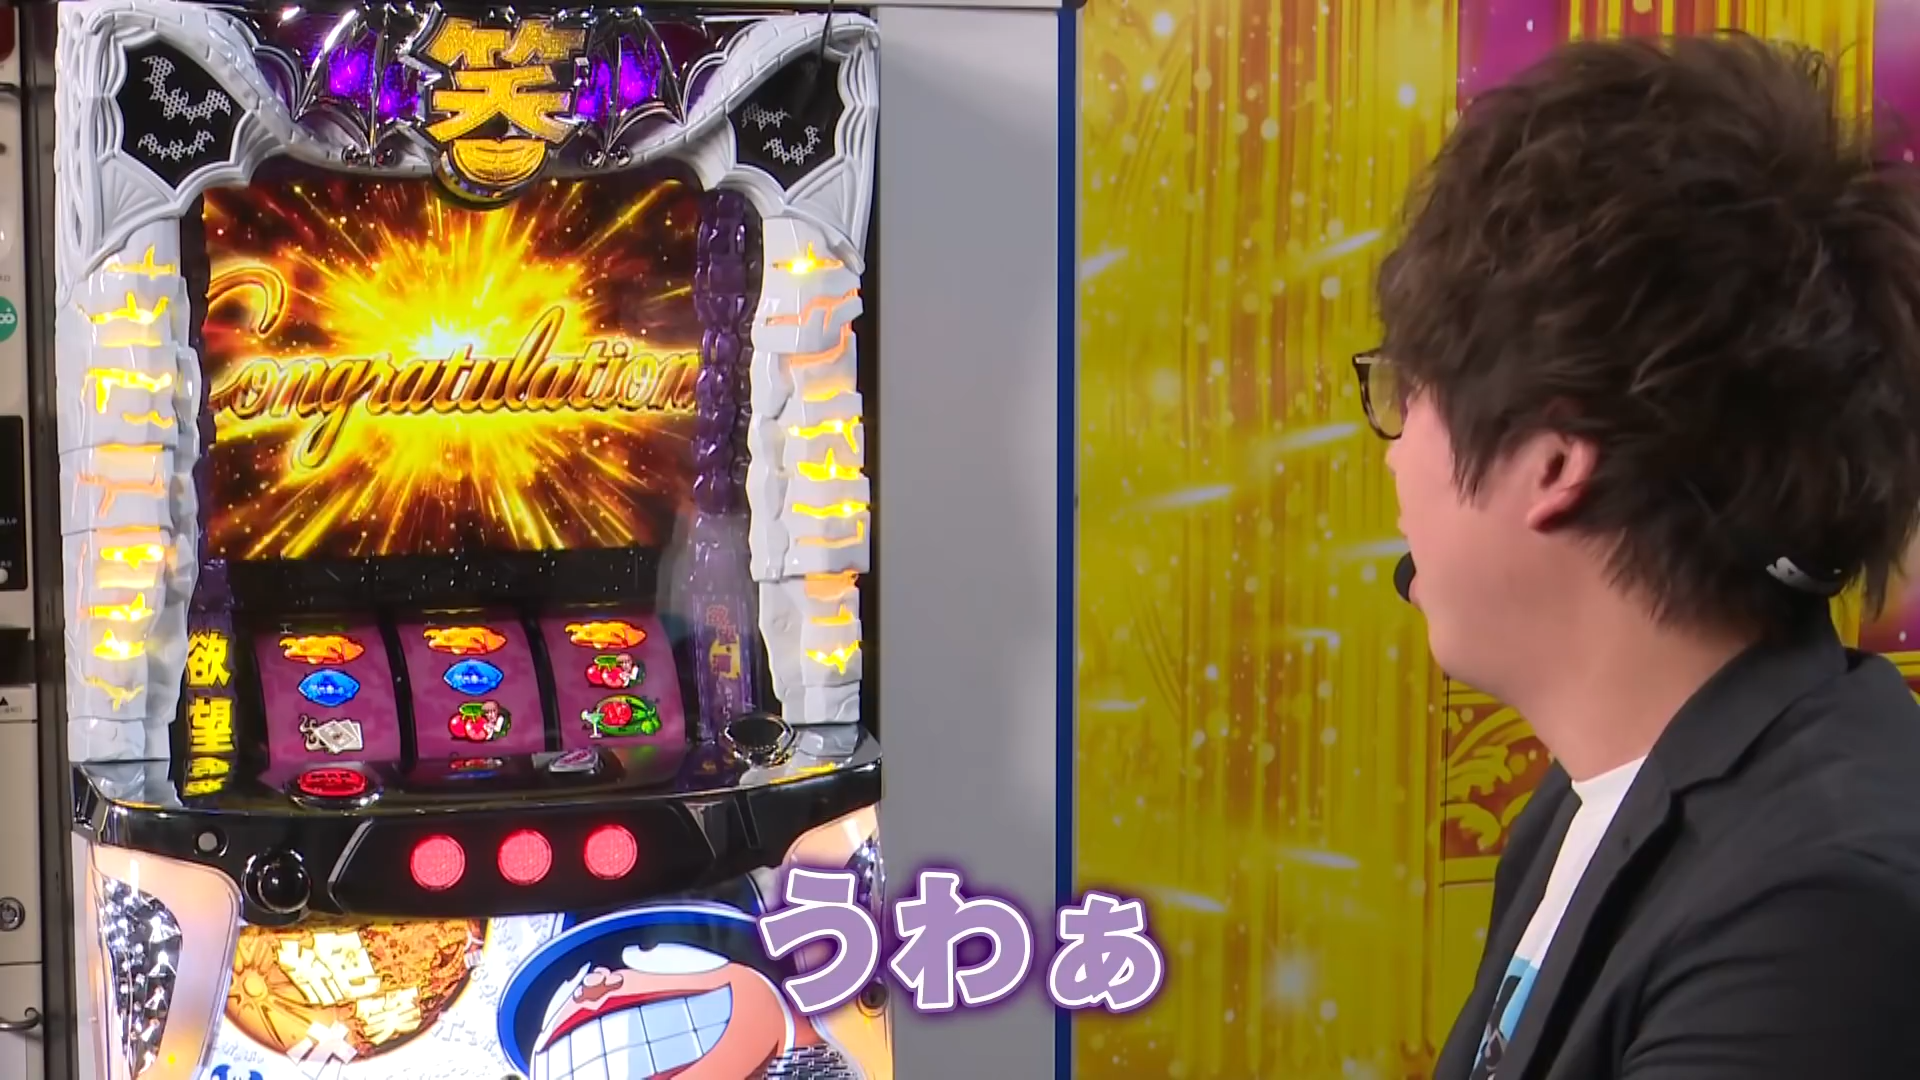 笑
Congratulation
欲
望
絶
笑
うわぁ